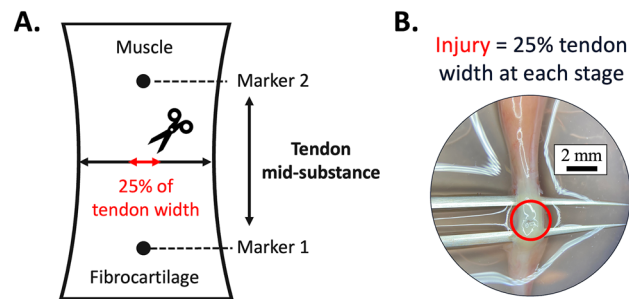 A.
Muscle
Marker 2
25% of
tendon width
Tendon
mid-substance
Marker 1
Fibrocartilage
B.
Injury = 25% tendon
width at each stage
2 mm